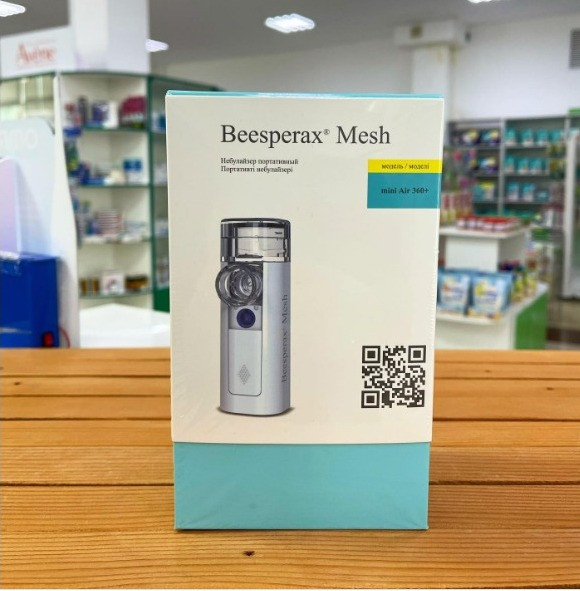 Avène
Beesperax® Mesh
Небулайзер портативный
Портативті небулайзері
модель / моделі
mini Air 360+
Beesperax® Mesh